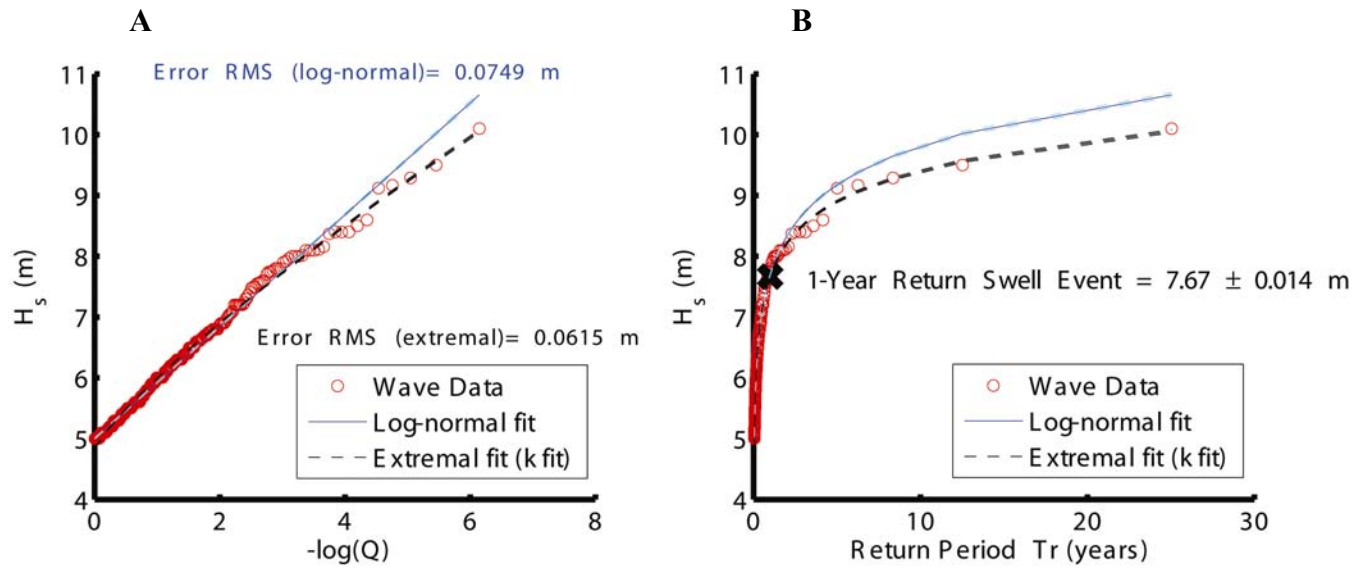 A
Error RMS (log-normal)= 0.0749 m
11
10
9
8
7
6
5
4
H_s (m)
Error RMS (extremal)= 0.0615 m
Wave Data
Log-normal fit
Extremal fit (k fit)
0 2 4 6 8
-log(Q)
B
11
10
9
8
7
6
5
4
H_s (m)
1-Year Return Swell Event = 7.67 ± 0.014 m
Wave Data
Log-normal fit
Extremal fit (k fit)
0 10 20 30
Return Period Tr (years)